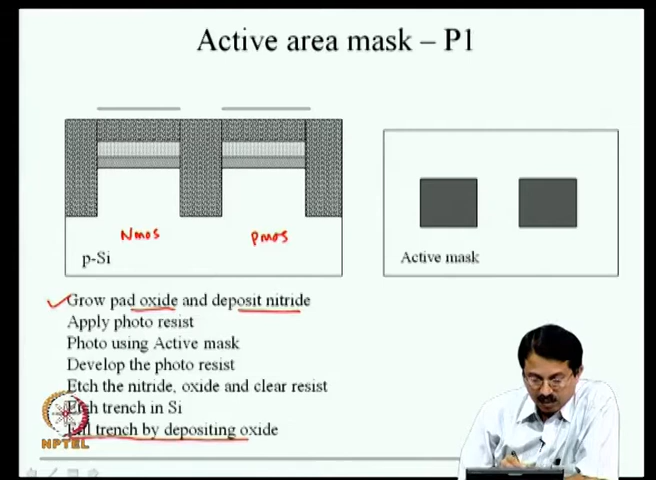 Active area mask – P1
Nmos
Pmos
p-Si
Active mask
Grow pad oxide and deposit nitride
Apply photo resist
Photo using Active mask
Develop the photo resist
Etch the nitride, oxide and clear resist
Etch trench in Si
Fill trench by depositing oxide
NPTEL